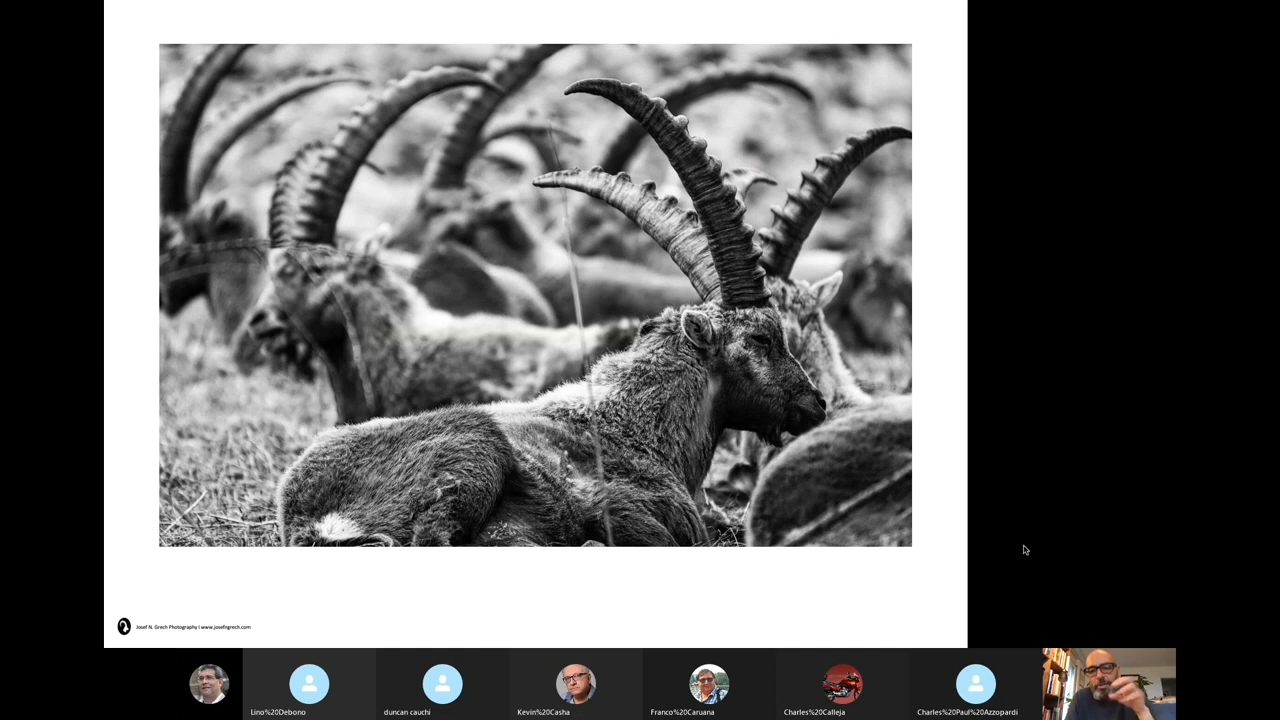 Josef N. Grech Photography I www.josefngrech.com
Lino%20Debono
duncan cauchi
Kevin%20Casha
Franco%20Caruana
Charles%20Calleja
Charles%20Paul%20Azzopardi